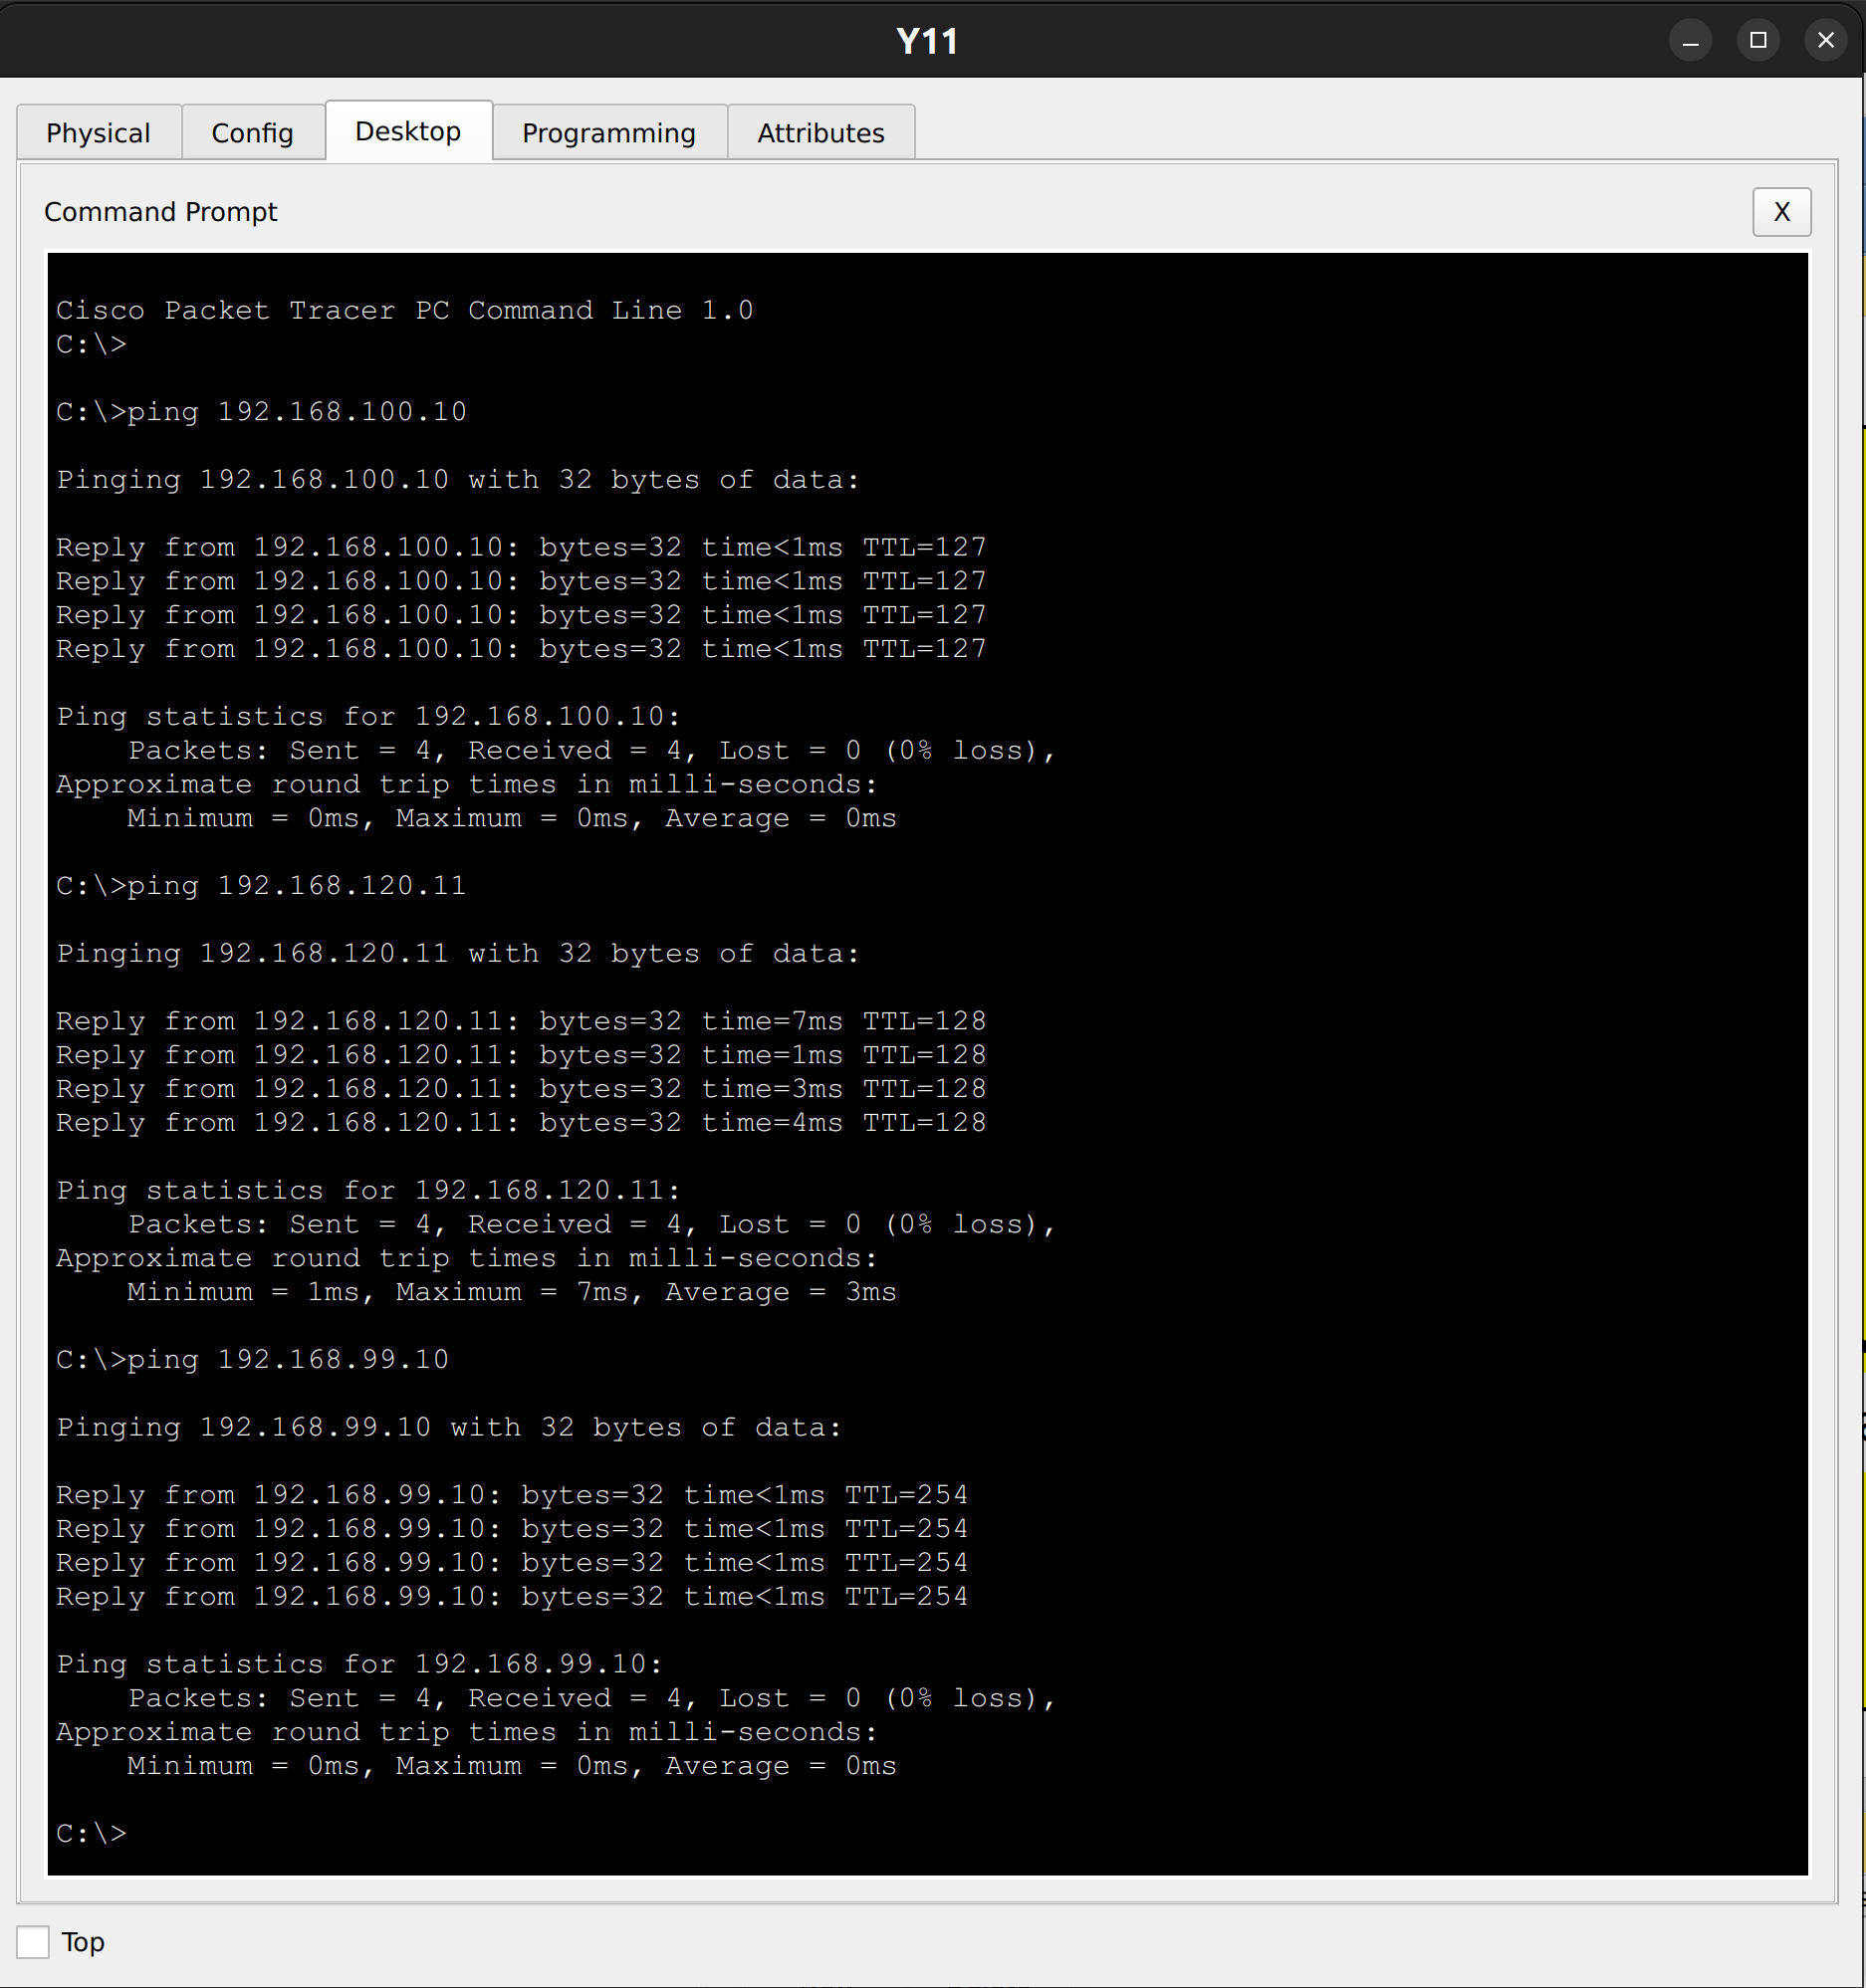 Y11
Physical Config Desktop Programming Attributes
Command Prompt X
Cisco Packet Tracer PC Command Line 1.0
C:\>
C:\>ping 192.168.100.10
Pinging 192.168.100.10 with 32 bytes of data:
Reply from 192.168.100.10: bytes=32 time<1ms TTL=127
Reply from 192.168.100.10: bytes=32 time<1ms TTL=127
Reply from 192.168.100.10: bytes=32 time<1ms TTL=127
Reply from 192.168.100.10: bytes=32 time<1ms TTL=127
Ping statistics for 192.168.100.10:
    Packets: Sent = 4, Received = 4, Lost = 0 (0% loss),
Approximate round trip times in milli-seconds:
    Minimum = 0ms, Maximum = 0ms, Average = 0ms
C:\>ping 192.168.120.11
Pinging 192.168.120.11 with 32 bytes of data:
Reply from 192.168.120.11: bytes=32 time=7ms TTL=128
Reply from 192.168.120.11: bytes=32 time=1ms TTL=128
Reply from 192.168.120.11: bytes=32 time=3ms TTL=128
Reply from 192.168.120.11: bytes=32 time=4ms TTL=128
Ping statistics for 192.168.120.11:
    Packets: Sent = 4, Received = 4, Lost = 0 (0% loss),
Approximate round trip times in milli-seconds:
    Minimum = 1ms, Maximum = 7ms, Average = 3ms
C:\>ping 192.168.99.10
Pinging 192.168.99.10 with 32 bytes of data:
Reply from 192.168.99.10: bytes=32 time<1ms TTL=254
Reply from 192.168.99.10: bytes=32 time<1ms TTL=254
Reply from 192.168.99.10: bytes=32 time<1ms TTL=254
Reply from 192.168.99.10: bytes=32 time<1ms TTL=254
Ping statistics for 192.168.99.10:
    Packets: Sent = 4, Received = 4, Lost = 0 (0% loss),
Approximate round trip times in milli-seconds:
    Minimum = 0ms, Maximum = 0ms, Average = 0ms
C:\>
Top